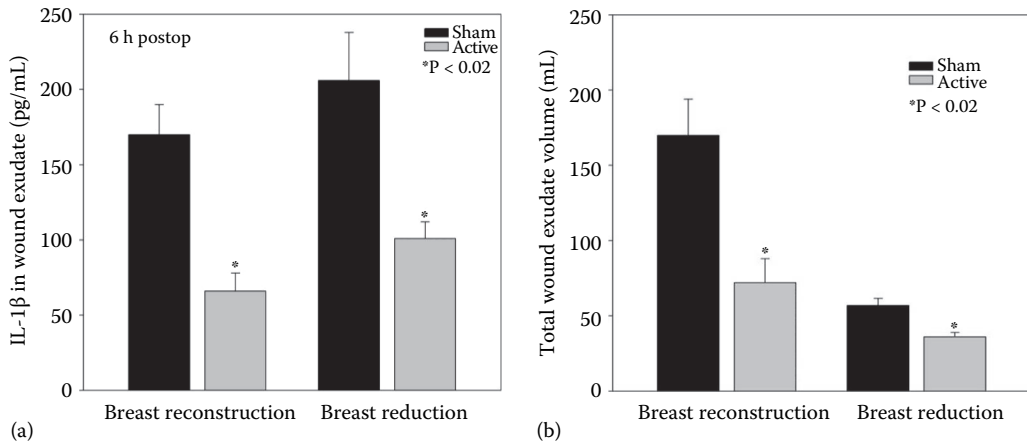 250
200
150
100
50
0
IL-1β in wound exudate (pg/mL)
6 h postop
Sham
Active
*P < 0.02
*
*
Breast reconstruction
Breast reduction
(a)
250
200
150
100
50
0
Total wound exudate volume (mL)
Sham
Active
*P < 0.02
*
*
Breast reconstruction
Breast reduction
(b)